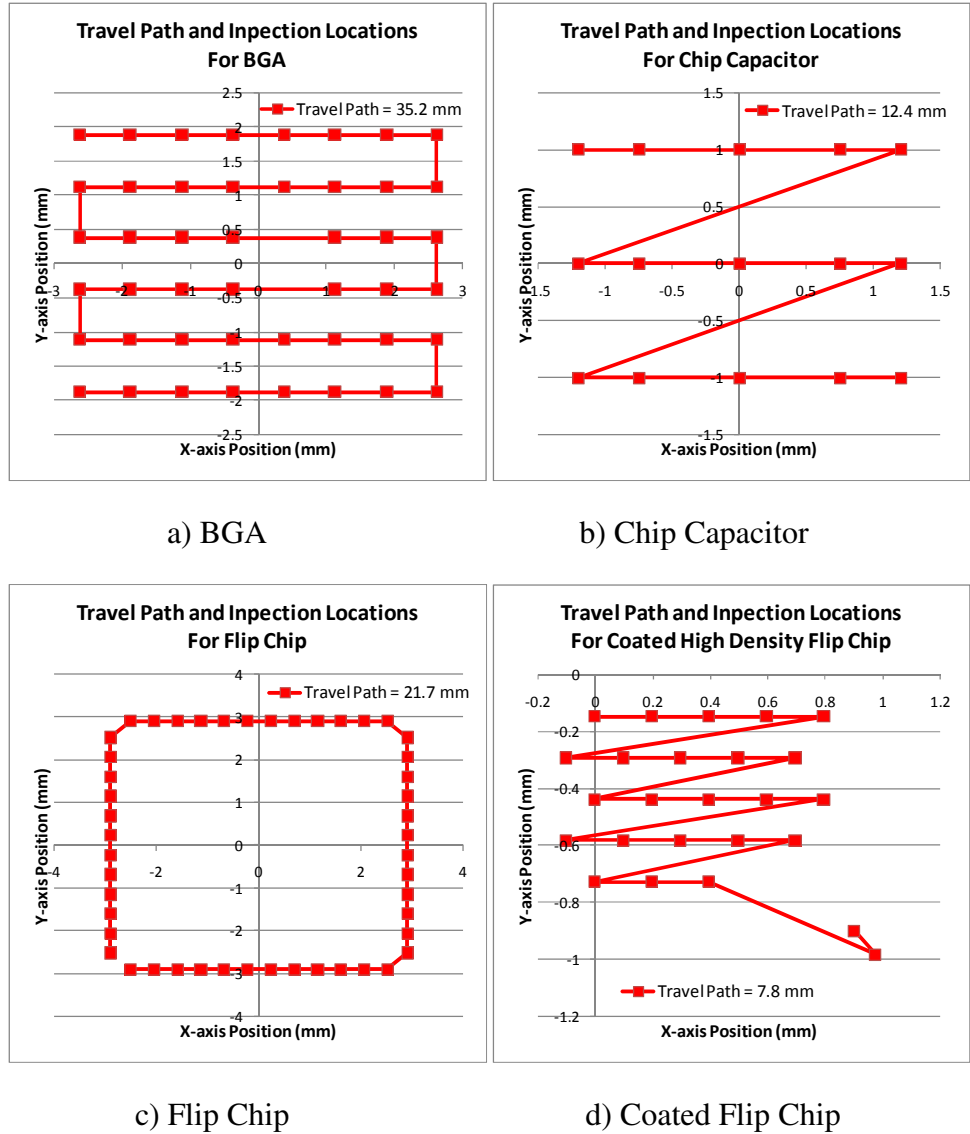 Travel Path and Inpection Locations
For BGA
Travel Path = 35.2 mm
2.5
2
1.5
1
0.5
0
-0.5
-1
-1.5
-2
-2.5
-3
-2
-1
0
1
2
3
Y-axis Position (mm)
X-axis Position (mm)
a) BGA
Travel Path and Inpection Locations
For Chip Capacitor
Travel Path = 12.4 mm
1.5
1
0.5
0
-0.5
-1
-1.5
-1.5
-1
-0.5
0
0.5
1
1.5
Y-axis Position (mm)
X-axis Position (mm)
b) Chip Capacitor
Travel Path and Inpection Locations
For Flip Chip
Travel Path = 21.7 mm
4
3
2
1
0
-1
-2
-3
-4
-4
-2
0
2
4
Y-axis Position (mm)
X-axis Position (mm)
c) Flip Chip
Travel Path and Inpection Locations
For Coated High Density Flip Chip
0
-0.2
-0.4
-0.6
-0.8
-1
-1.2
-0.2
0
0.2
0.4
0.6
0.8
1
1.2
Y-axis Position (mm)
Travel Path = 7.8 mm
X-axis Position (mm)
d) Coated Flip Chip